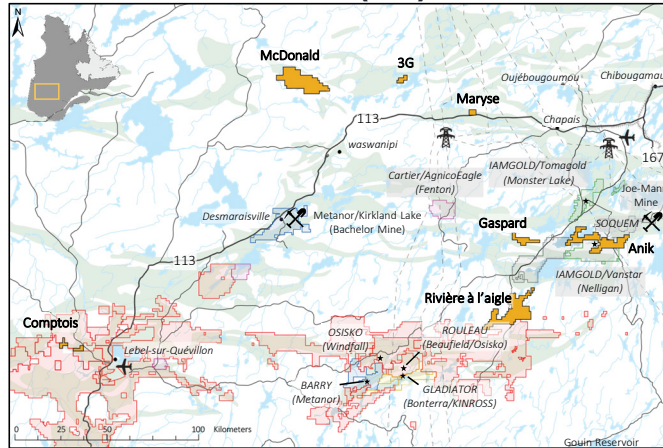 N
McDonald
3G
Oujébougoumou
Chibougamau
Maryse
113
Chapais
waswanipi
167
Cartier/AgnicoEagle
(Fenton)
IAMGOLD/Tomagold
(Monster Lake)
Joe-Mann
Mine
Desmaraisville
Metanor/Kirkland Lake
(Bachelor Mine)
Gaspard
SOQUEM
Anik
113
IAMGOLD/Vanstar
(Nelligan)
Rivière à l'aigle
Comptois
OSISKO
(Windfall)
ROULEAU
(Beaufield/Osisko)
Lebel-sur-Quévillon
BARRY
(Metanor)
GLADIATOR
(Bonterra/KINROSS)
0 25 50 100 Kilometers
Gouin Reservoir